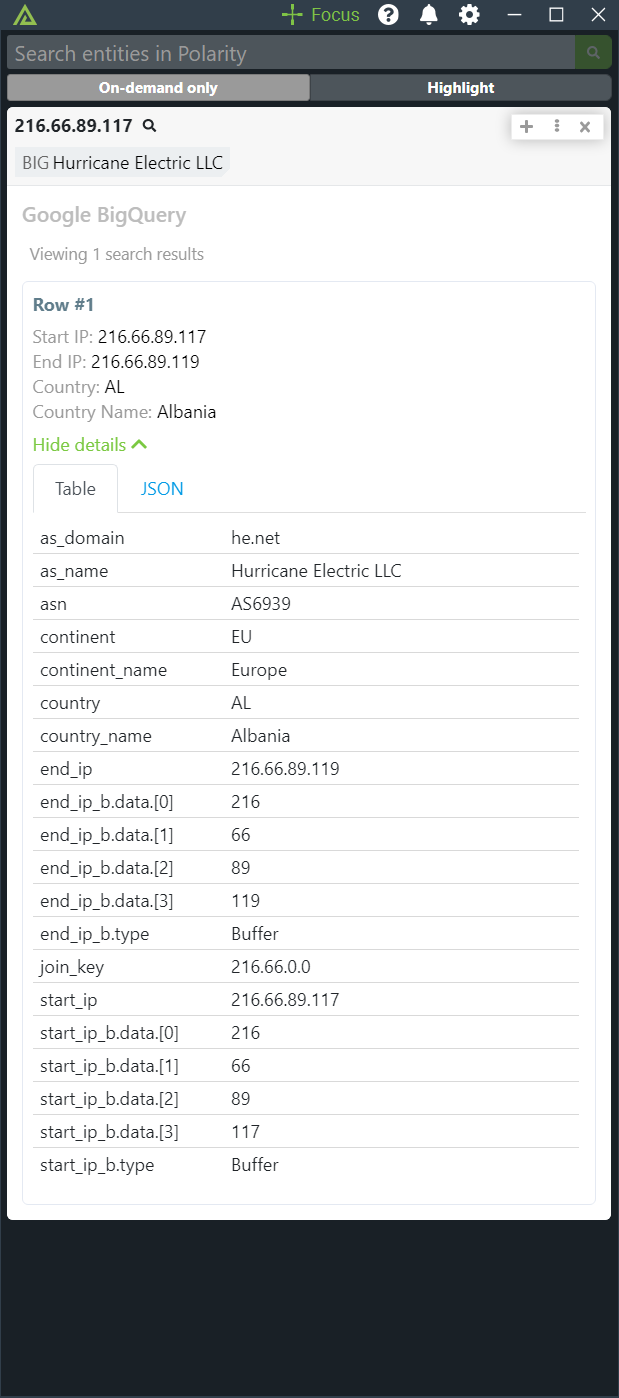 Focus
Search entities in Polarity
On-demand only Highlight
216.66.89.117
BIG Hurricane Electric LLC
Google BigQuery
Viewing 1 search results
Row #1
Start IP: 216.66.89.117
End IP: 216.66.89.119
Country: AL
Country Name: Albania
Hide details
Table JSON
as_domain he.net
as_name Hurricane Electric LLC
asn AS6939
continent EU
continent_name Europe
country AL
country_name Albania
end_ip 216.66.89.119
end_ip_b.data.[0] 216
end_ip_b.data.[1] 66
end_ip_b.data.[2] 89
end_ip_b.data.[3] 119
end_ip_b.type Buffer
join_key 216.66.0.0
start_ip 216.66.89.117
start_ip_b.data.[0] 216
start_ip_b.data.[1] 66
start_ip_b.data.[2] 89
start_ip_b.data.[3] 117
start_ip_b.type Buffer